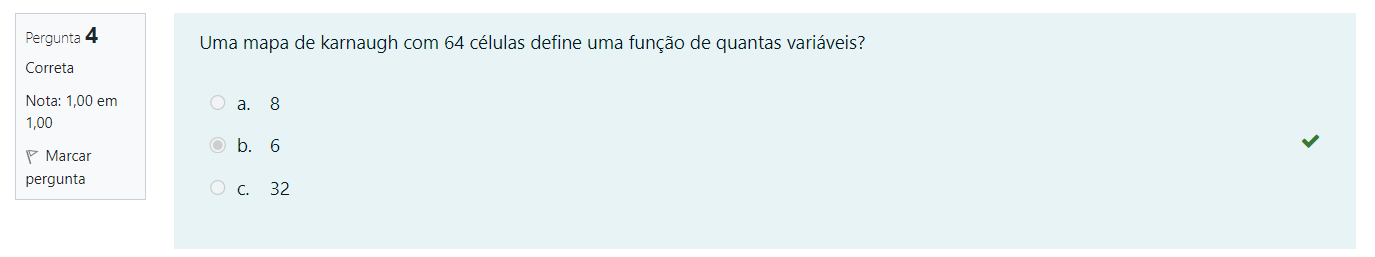 Pergunta 4
Correta
Nota: 1,00 em
1,00
Marcar
pergunta
Uma mapa de karnaugh com 64 células define uma função de quantas variáveis?
a. 8
b. 6
c. 32